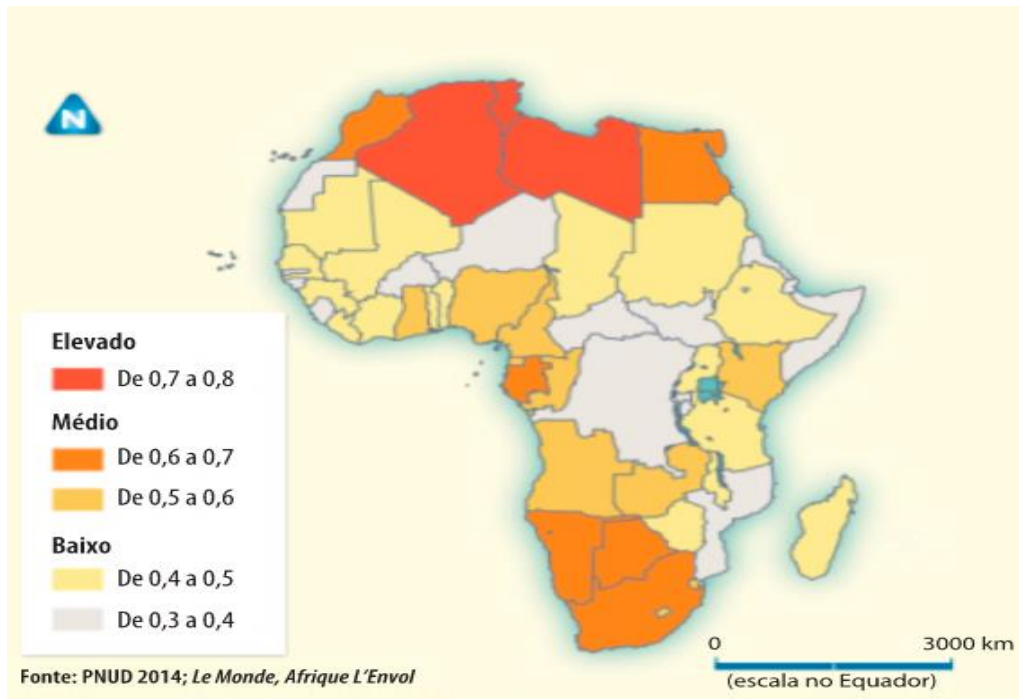 N
Elevado
De 0,7 a 0,8
Médio
De 0,6 a 0,7
De 0,5 a 0,6
Baixo
De 0,4 a 0,5
De 0,3 a 0,4
0 3000 km
(escala no Equador)
Fonte: PNUD 2014; Le Monde, Afrique L'Envol